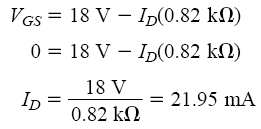 V_GS = 18 V − I_D(0.82 kΩ)
0 = 18 V − I_D(0.82 kΩ)
I_D = 18 V / 0.82 kΩ = 21.95 mA